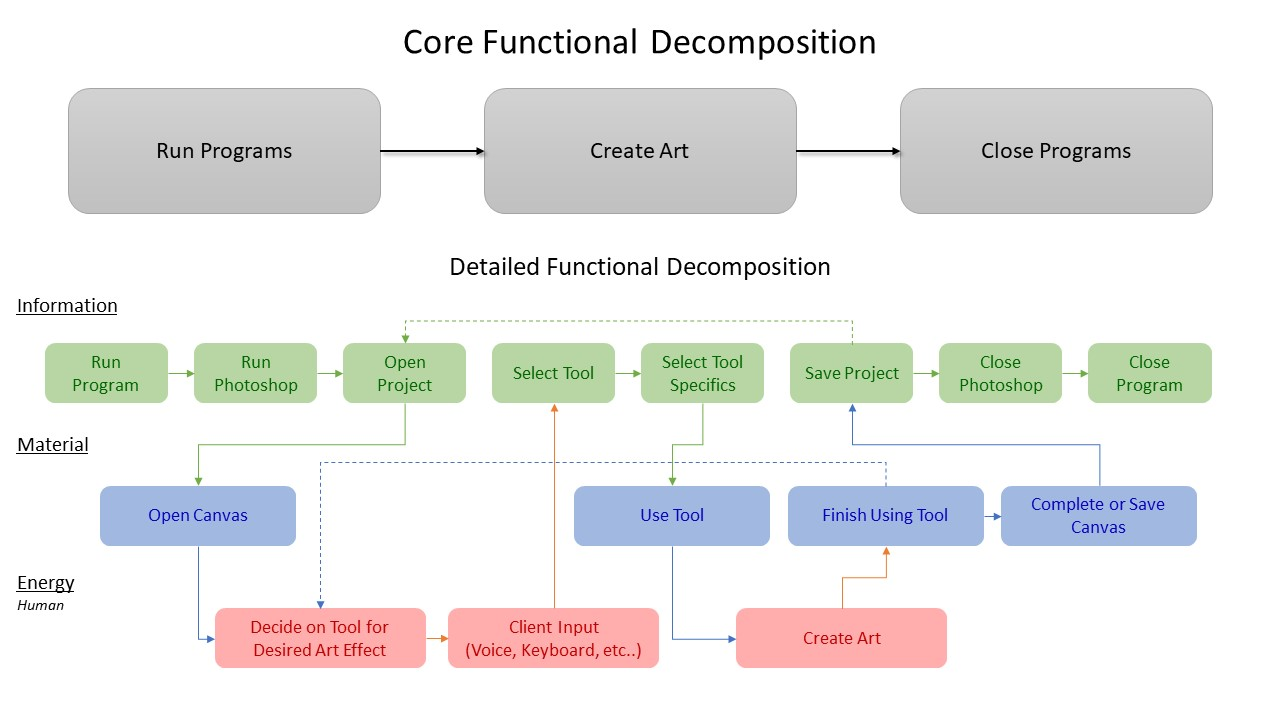 Core Functional Decomposition
Run Programs
Create Art
Close Programs
Detailed Functional Decomposition
Information
Run
Program
Run
Photoshop
Open
Project
Select Tool
Select Tool
Specifics
Save Project
Close
Photoshop
Close
Program
Material
Open Canvas
Use Tool
Finish Using Tool
Complete or Save
Canvas
Energy
Human
Decide on Tool for
Desired Art Effect
Client Input
(Voice, Keyboard, etc..)
Create Art